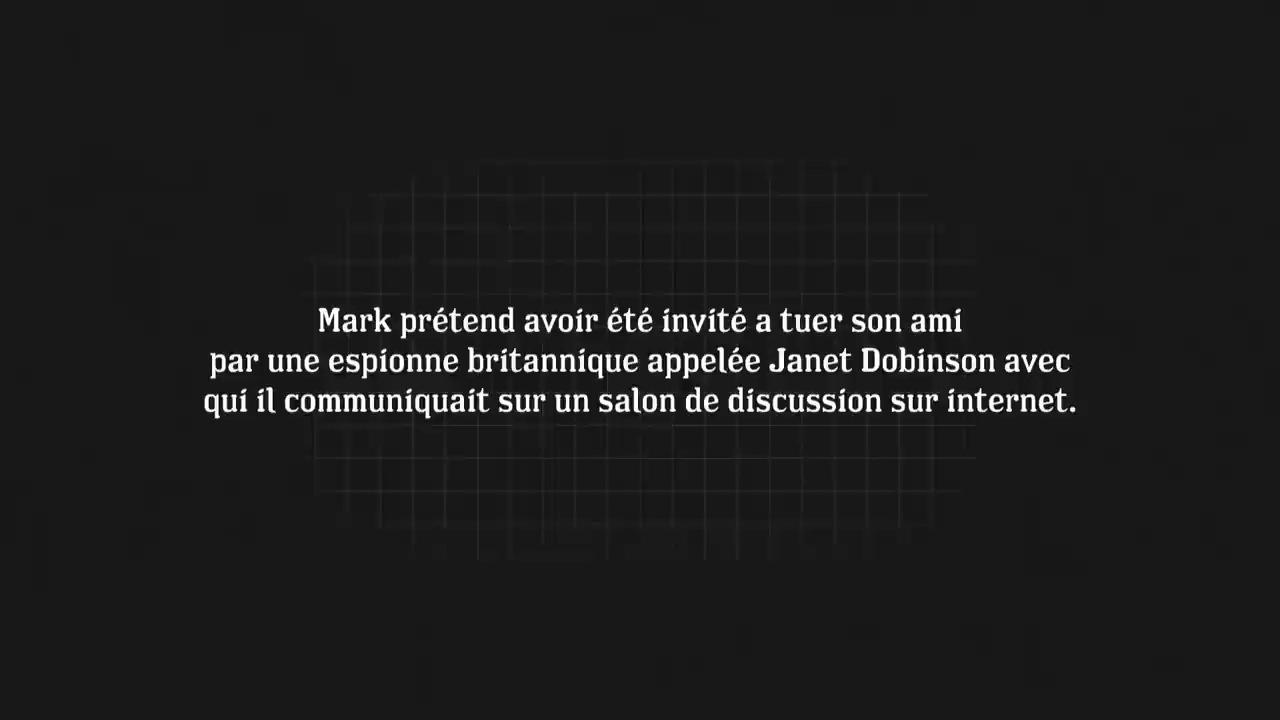 Mark prétend avoir été invité a tuer son ami
par une espionne britannique appelée Janet Dobinson avec
qui il communiquait sur un salon de discussion sur internet.